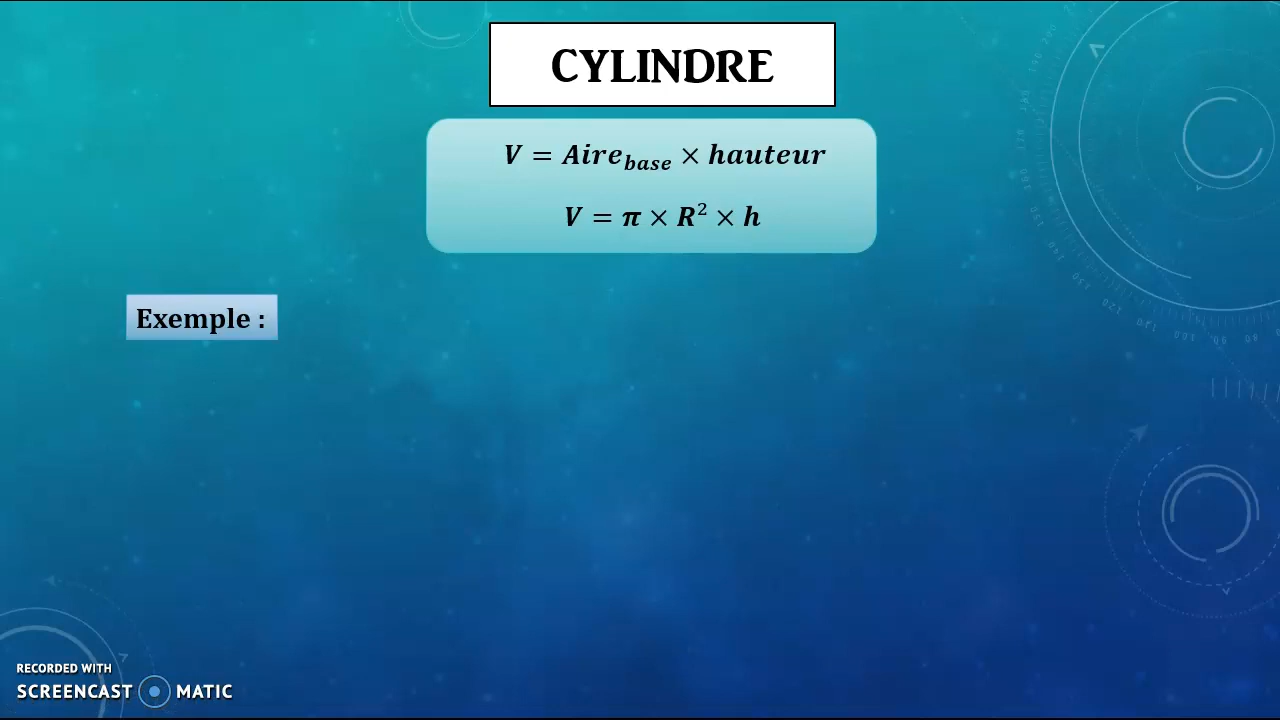 CYLINDRE
V = Aire_base × hauteur
V = π × R² × h
Exemple :
RECORDED WITH
SCREENCAST MATIC